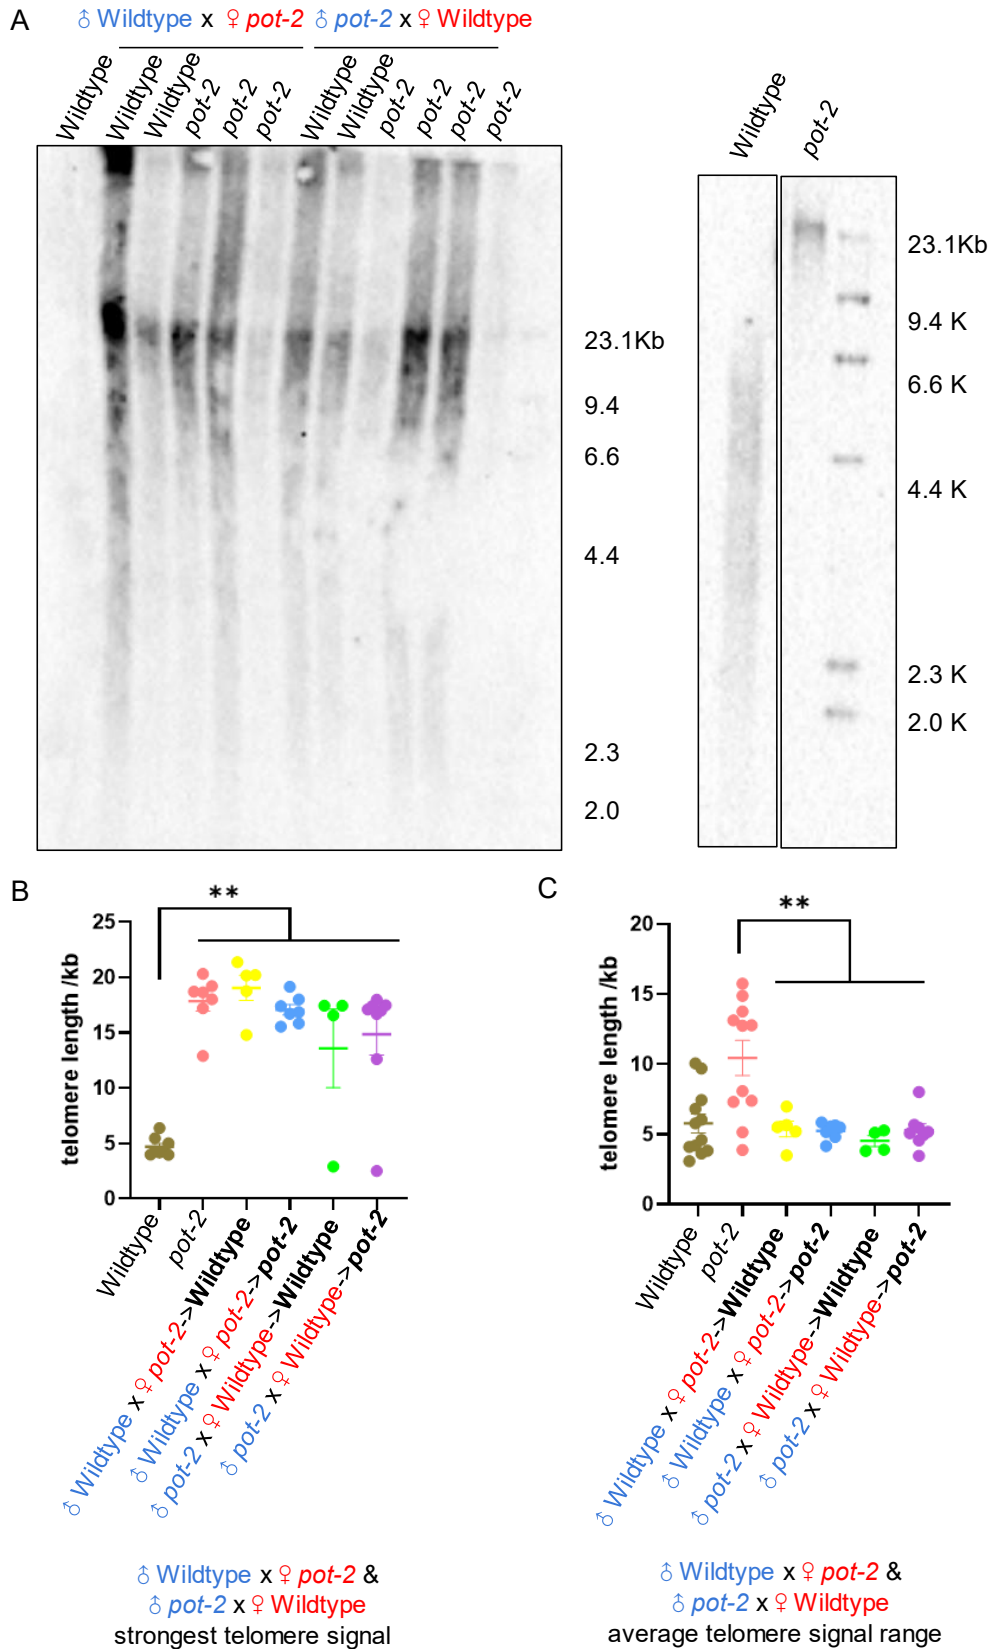 A
♂ Wildtype x ♀ pot-2 ♂ pot-2 x ♀ Wildtype
Wildtype
Wildtype
Wildtype
pot-2
pot-2
pot-2
Wildtype
Wildtype
pot-2
pot-2
pot-2
pot-2
23.1Kb
9.4
6.6
4.4
2.3
2.0
Wildtype
pot-2
23.1Kb
9.4 K
6.6 K
4.4 K
2.3 K
2.0 K
B
**
telomere length /kb
25
20
15
10
5
0
Wildtype
pot-2
♂ Wildtype x ♀ pot-2->Wildtype
♂ Wildtype x ♀ pot-2->pot-2
♂ pot-2 x ♀ Wildtype->Wildtype
♂ pot-2 x ♀ Wildtype->pot-2
♂ Wildtype x ♀ pot-2 &
♂ pot-2 x ♀ Wildtype
strongest telomere signal
C
**
telomere length /kb
20
15
10
5
0
Wildtype
pot-2
♂ Wildtype x ♀ pot-2->Wildtype
♂ Wildtype x ♀ pot-2->pot-2
♂ pot-2 x ♀ Wildtype->Wildtype
♂ pot-2 x ♀ Wildtype->pot-2
♂ Wildtype x ♀ pot-2 &
♂ pot-2 x ♀ Wildtype
average telomere signal range